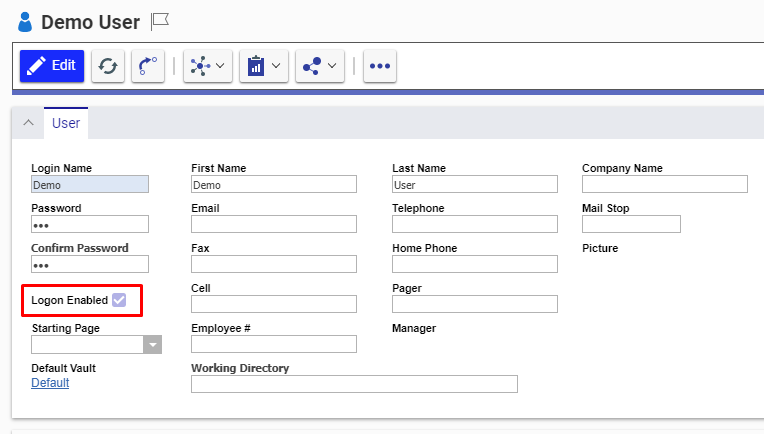 Demo User
Edit
User
Login Name First Name Last Name Company Name
Demo Demo User
Password Email Telephone Mail Stop
•••
Confirm Password Fax Home Phone Picture
•••
Cell Pager
Logon Enabled
Starting Page Employee # Manager
Default Vault Working Directory
Default